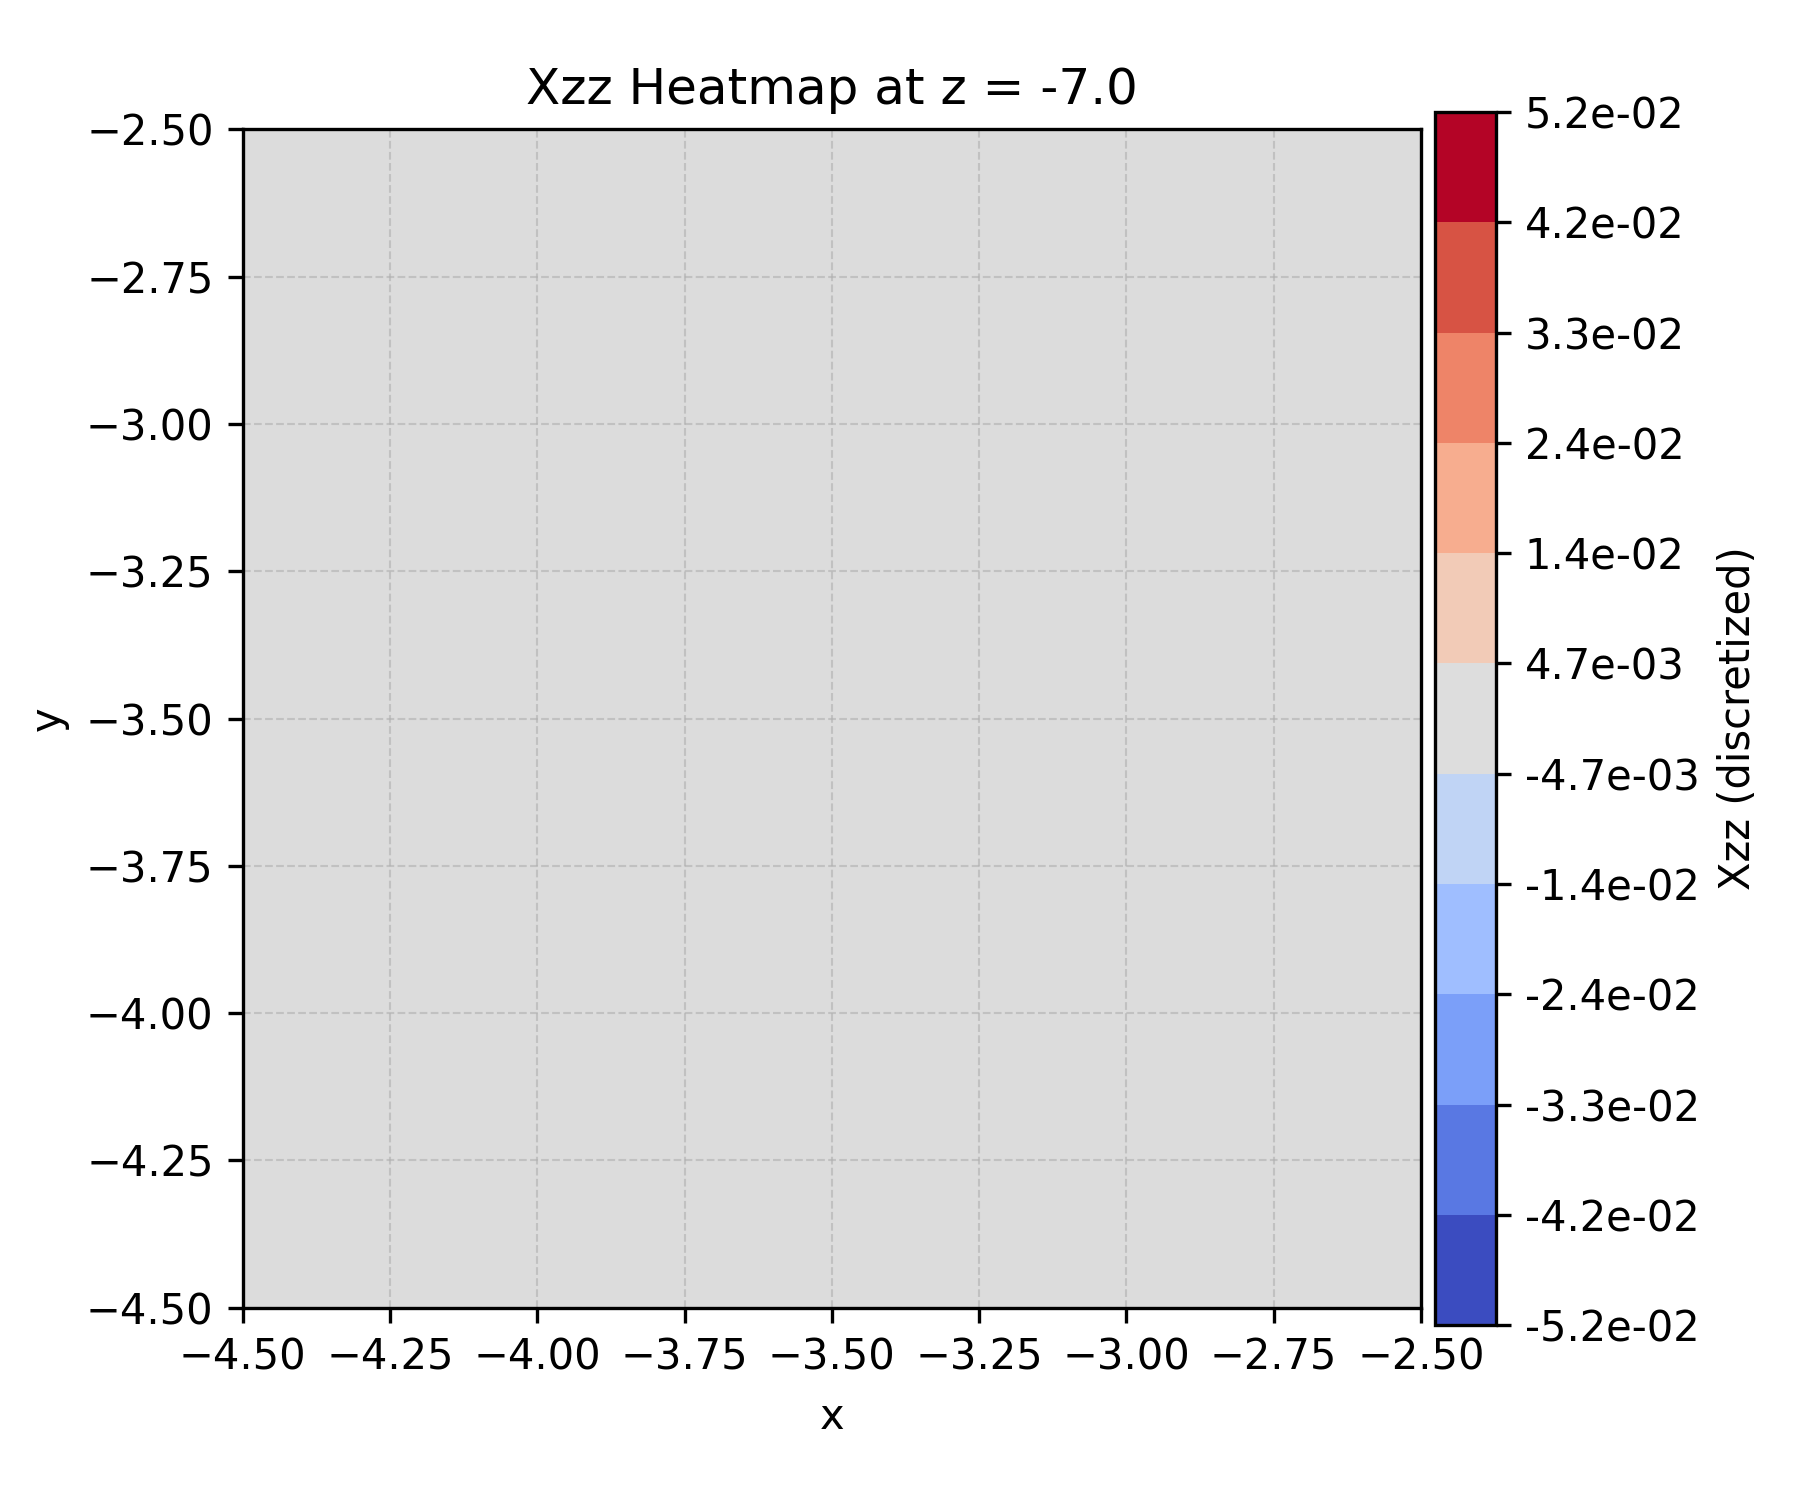 Xzz Heatmap at z = -7.0
−2.50
−2.75
−3.00
−3.25
−3.50
−3.75
−4.00
−4.25
−4.50
y
−4.50 −4.25 −4.00 −3.75 −3.50 −3.25 −3.00 −2.75 −2.50
x
5.2e-02
4.2e-02
3.3e-02
2.4e-02
1.4e-02
4.7e-03
-4.7e-03
-1.4e-02
-2.4e-02
-3.3e-02
-4.2e-02
-5.2e-02
Xzz (discretized)